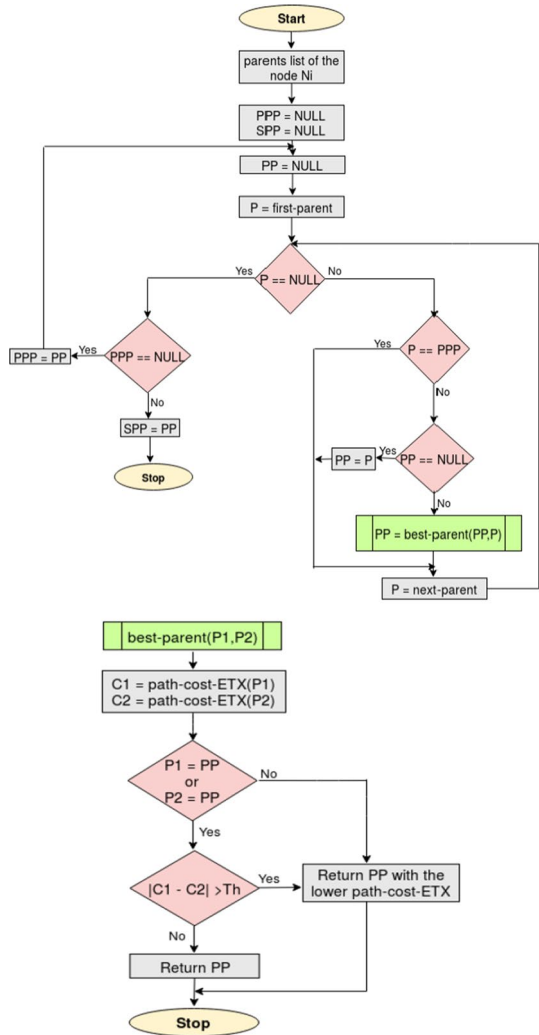 Start
parents list of the
node Ni
PPP = NULL
SPP = NULL
PP = NULL
P = first-parent
P == NULL
Yes
No
PPP == NULL
Yes
PPP = PP
No
SPP = PP
Stop
P == PPP
Yes
No
PP == NULL
Yes
PP = P
No
PP = best-parent(PP,P)
P = next-parent
best-parent(P1,P2)
C1 = path-cost-ETX(P1)
C2 = path-cost-ETX(P2)
P1 = PP
or
P2 = PP
No
Yes
|C1 - C2| >Th
Yes
Return PP with the
lower path-cost-ETX
No
Return PP
Stop